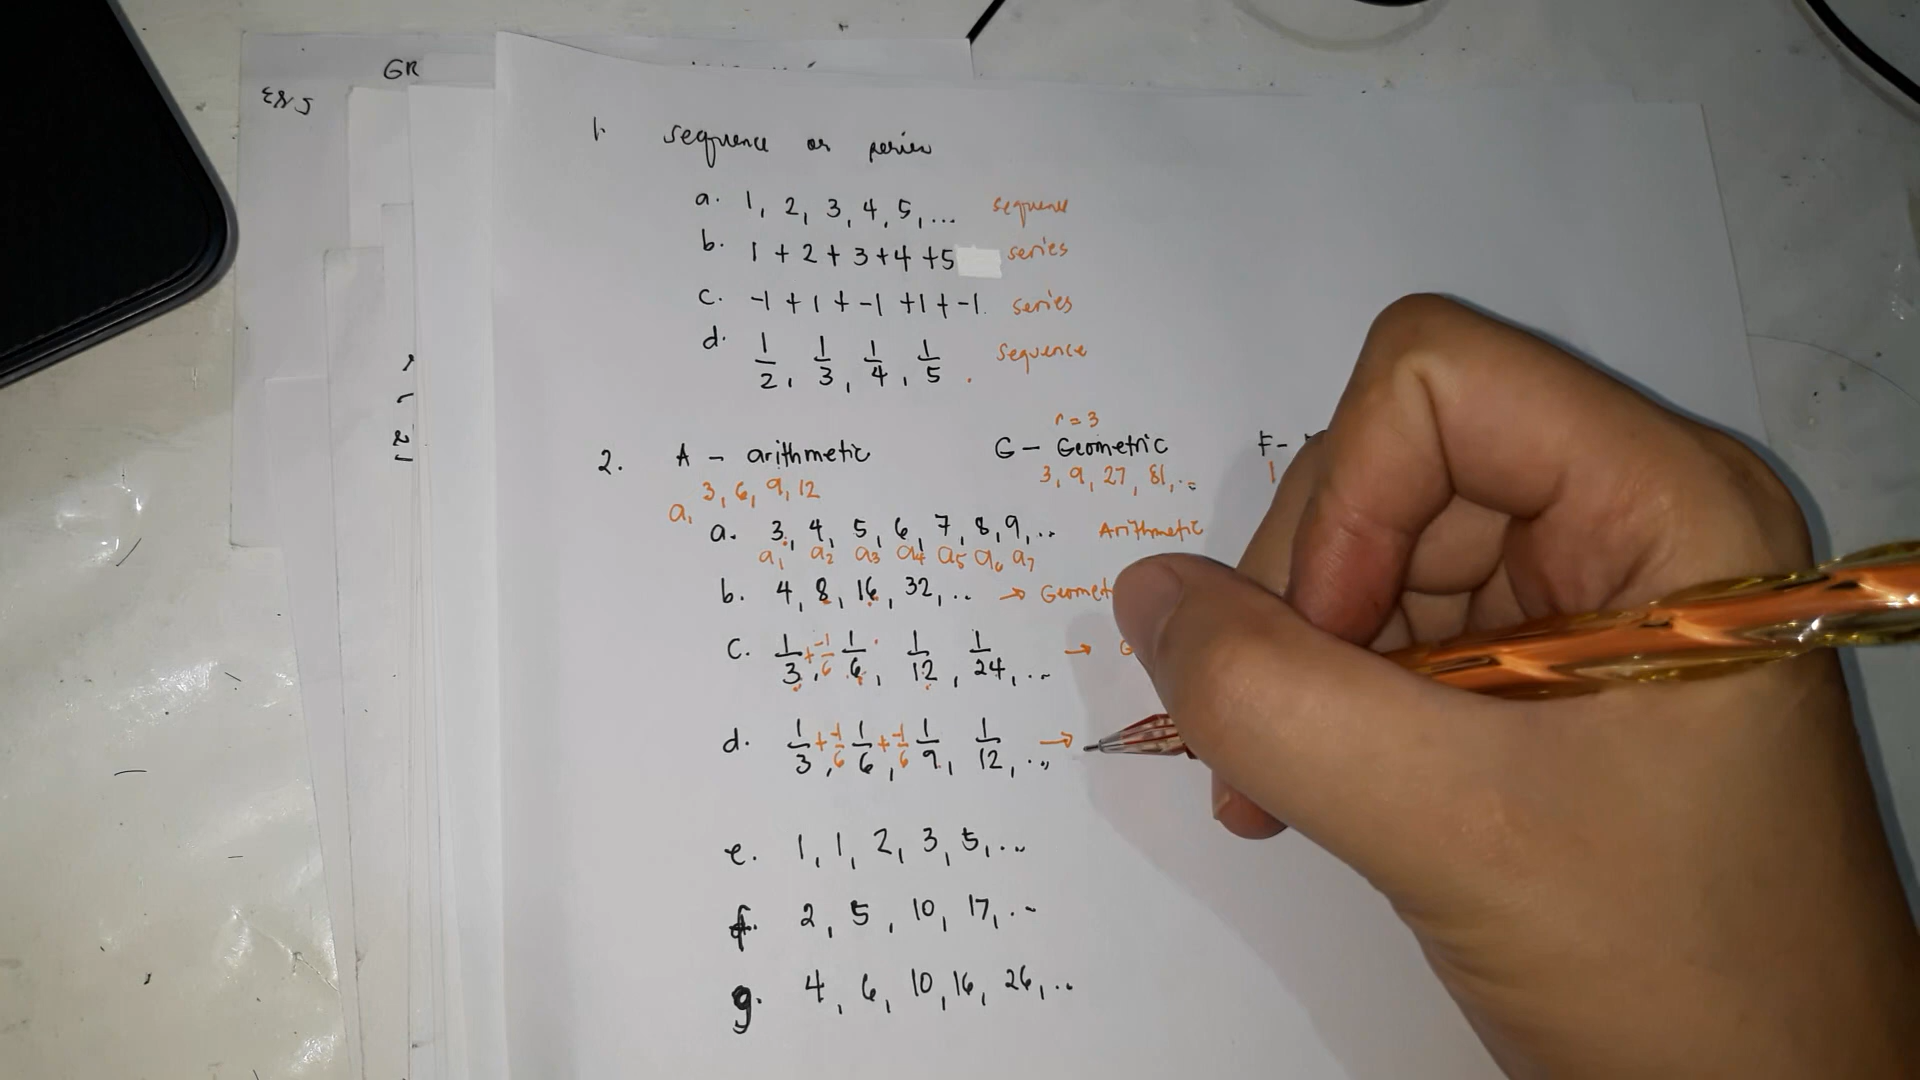 GR
1. sequence or series
a. 1, 2, 3, 4, 5, ... sequence
b. 1 + 2 + 3 + 4 + 5 series
c. -1 + 1 + -1 + 1 + -1. series
d. 1/2, 1/3, 1/4, 1/5. sequence
r = 3
2. A - arithmetic G - Geometric F-
3, 6, 9, 12 3, 9, 27, 81, .. 1
a₁
a. 3, 4, 5, 6, 7, 8, 9, .. Arithmetic
a₁ a₂ a₃ a₄ a₅ a₆ a₇
b. 4, 8, 16, 32, .. → Geomet
c. 1/3 + -1/6, 1/6, 1/12, 1/24, ... → G
d. 1/3 + -1/6, 1/6 + -1/6, 1/9, 1/12, ... →
e. 1, 1, 2, 3, 5, ...
f. 2, 5, 10, 17, ...
g. 4, 6, 10, 16, 26, ...